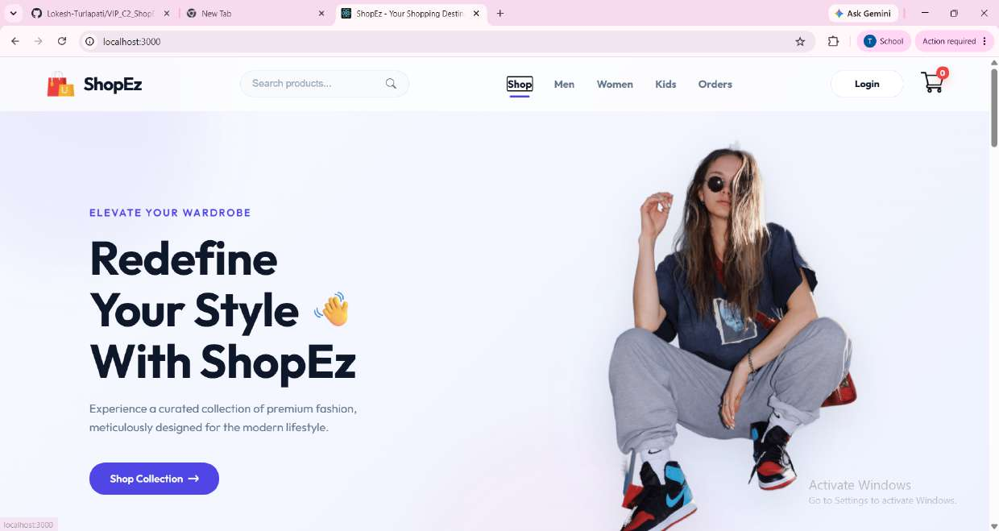 Lokesh-Turlapati/VIP_C2_ShopE
New Tab
ShopEz - Your Shopping Destin
Ask Gemini
localhost:3000
T School
Action required
ShopEz
Search products...
Shop
Men
Women
Kids
Orders
Login
0
ELEVATE YOUR WARDROBE
Redefine
Your Style 👋
With ShopEz
Experience a curated collection of premium fashion,
meticulously designed for the modern lifestyle.
Shop Collection →
Activate Windows
Go to Settings to activate Windows.
localhost:3000